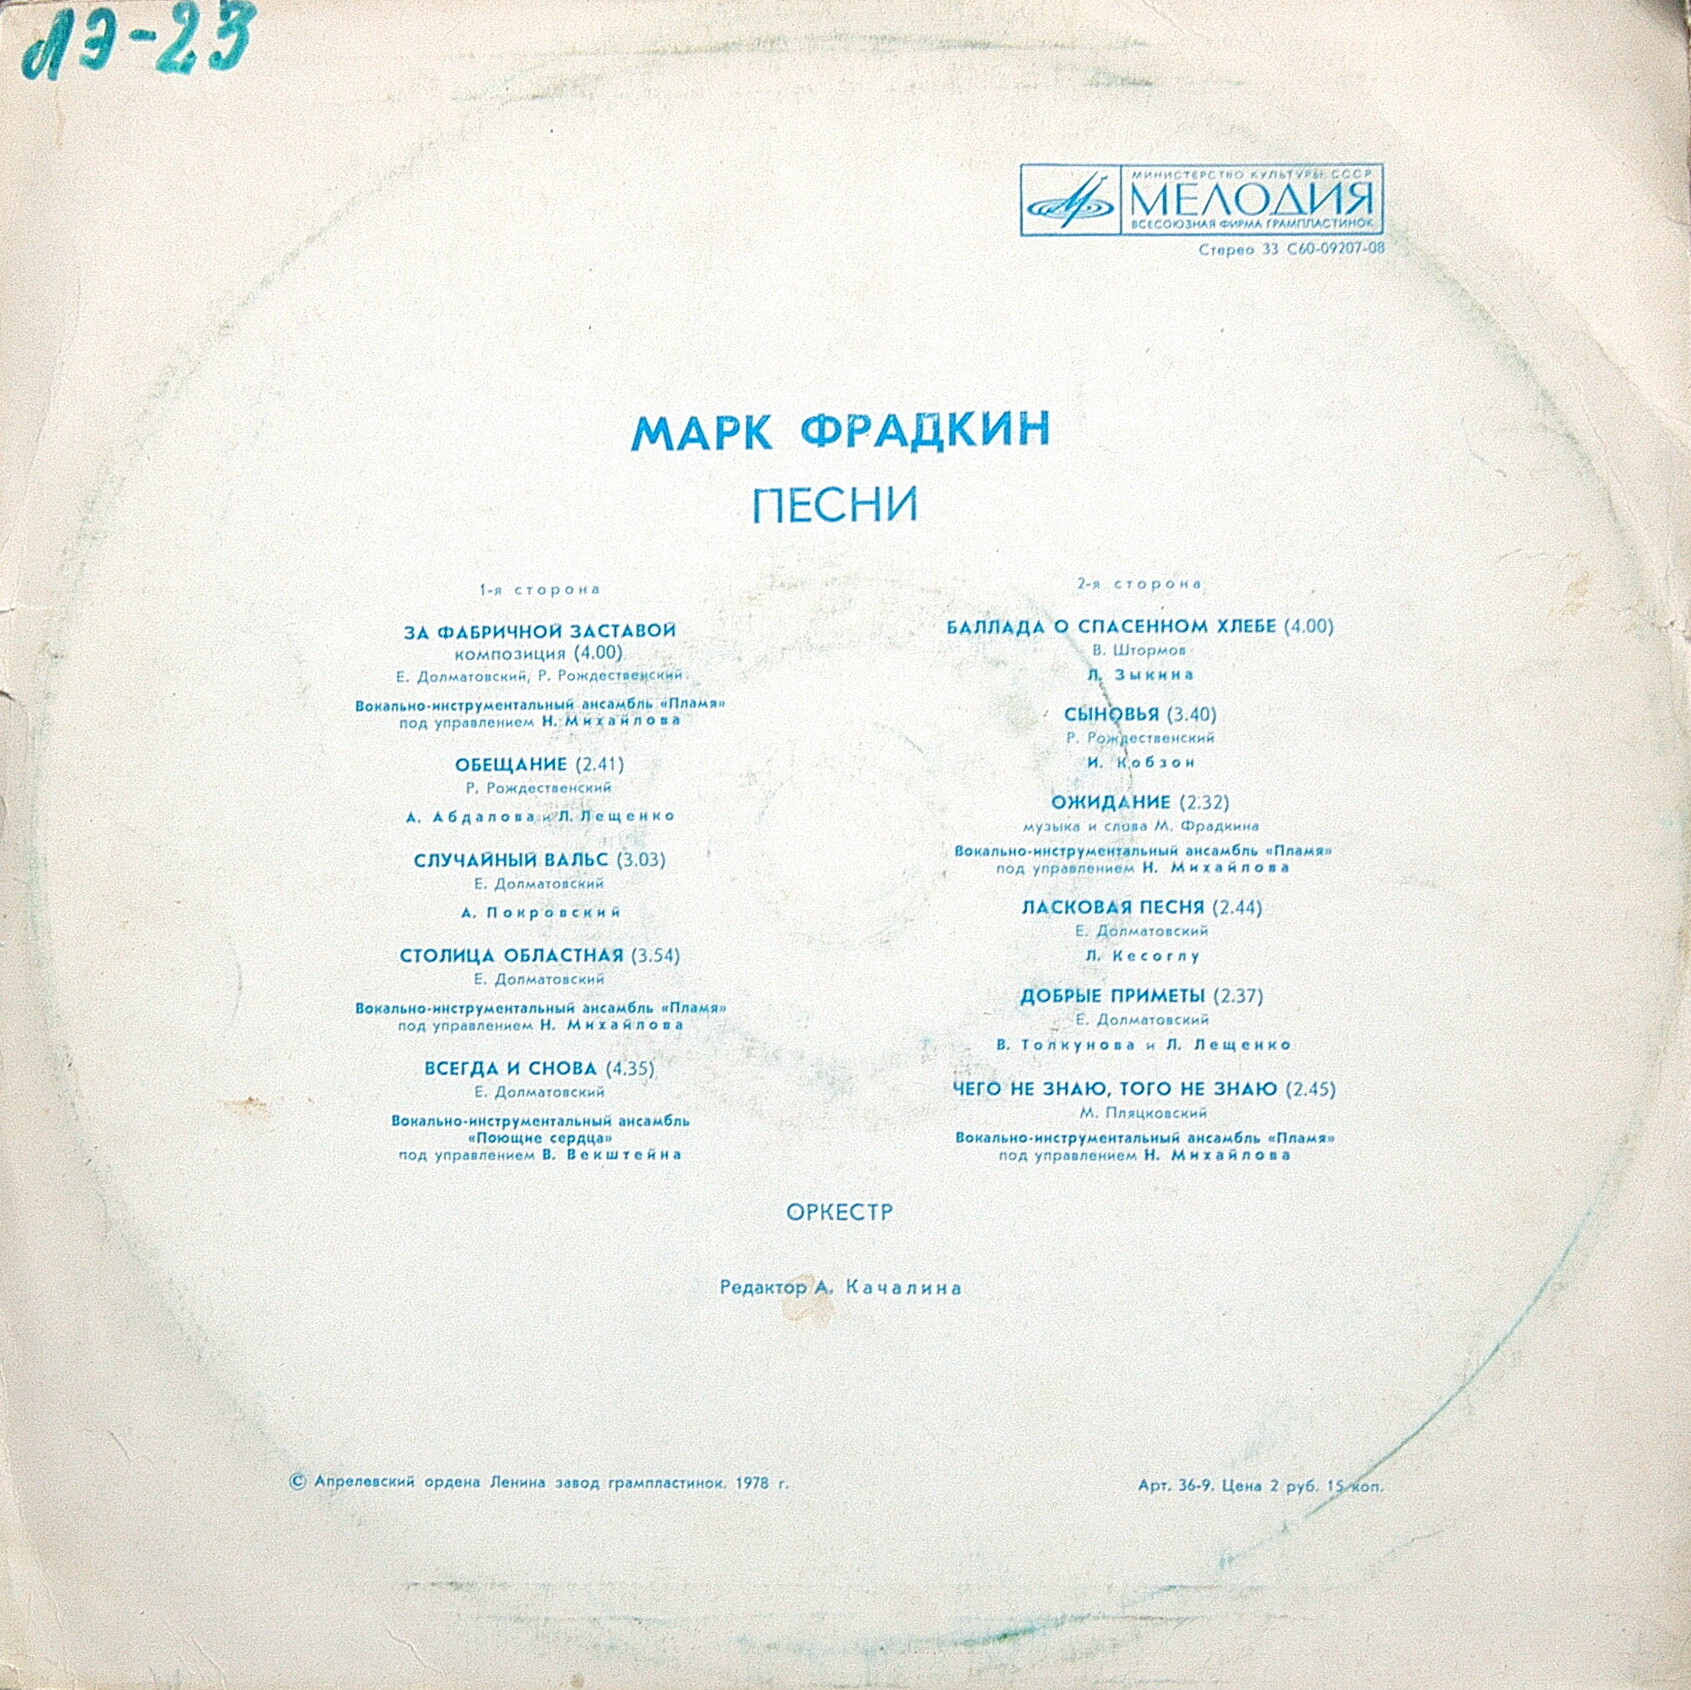 ЛЭ-23
МИНИСТЕРСТВО КУЛЬТУРЫ СССР
МЕЛОДИЯ
ВСЕСОЮЗНАЯ ФИРМА ГРАМПЛАСТИНОК
Стерео 33 С60-09207-08
МАРК ФРАДКИН
ПЕСНИ
1-я сторона
ЗА ФАБРИЧНОЙ ЗАСТАВОЙ
композиция (4.00)
Е. Долматовский, Р. Рождественский
Вокально-инструментальный ансамбль «Пламя»
под управлением Н. Михайлова
ОБЕЩАНИЕ (2.41)
Р. Рождественский
А. Абдалова и Л. Лещенко
СЛУЧАЙНЫЙ ВАЛЬС (3.03)
Е. Долматовский
А. Покровский
СТОЛИЦА ОБЛАСТНАЯ (3.54)
Е. Долматовский
Вокально-инструментальный ансамбль «Пламя»
под управлением Н. Михайлова
ВСЕГДА И СНОВА (4.35)
Е. Долматовский
Вокально-инструментальный ансамбль
«Поющие сердца»
под управлением В. Векштейна
2-я сторона
БАЛЛАДА О СПАСЕННОМ ХЛЕБЕ (4.00)
В. Штормов
Л. Зыкина
СЫНОВЬЯ (3.40)
Р. Рождественский
И. Кобзон
ОЖИДАНИЕ (2.32)
музыка и слова М. Фрадкина
Вокально-инструментальный ансамбль «Пламя»
под управлением Н. Михайлова
ЛАСКОВАЯ ПЕСНЯ (2.44)
Е. Долматовский
Л. Кесоглу
ДОБРЫЕ ПРИМЕТЫ (2.37)
Е. Долматовский
В. Толкунова и Л. Лещенко
ЧЕГО НЕ ЗНАЮ, ТОГО НЕ ЗНАЮ (2.45)
М. Пляцковский
Вокально-инструментальный ансамбль «Пламя»
под управлением Н. Михайлова
ОРКЕСТР
Редактор А. Качалина
© Апрелевский ордена Ленина завод грампластинок. 1978 г.
Арт. 36-9. Цена 2 руб. 15 коп.